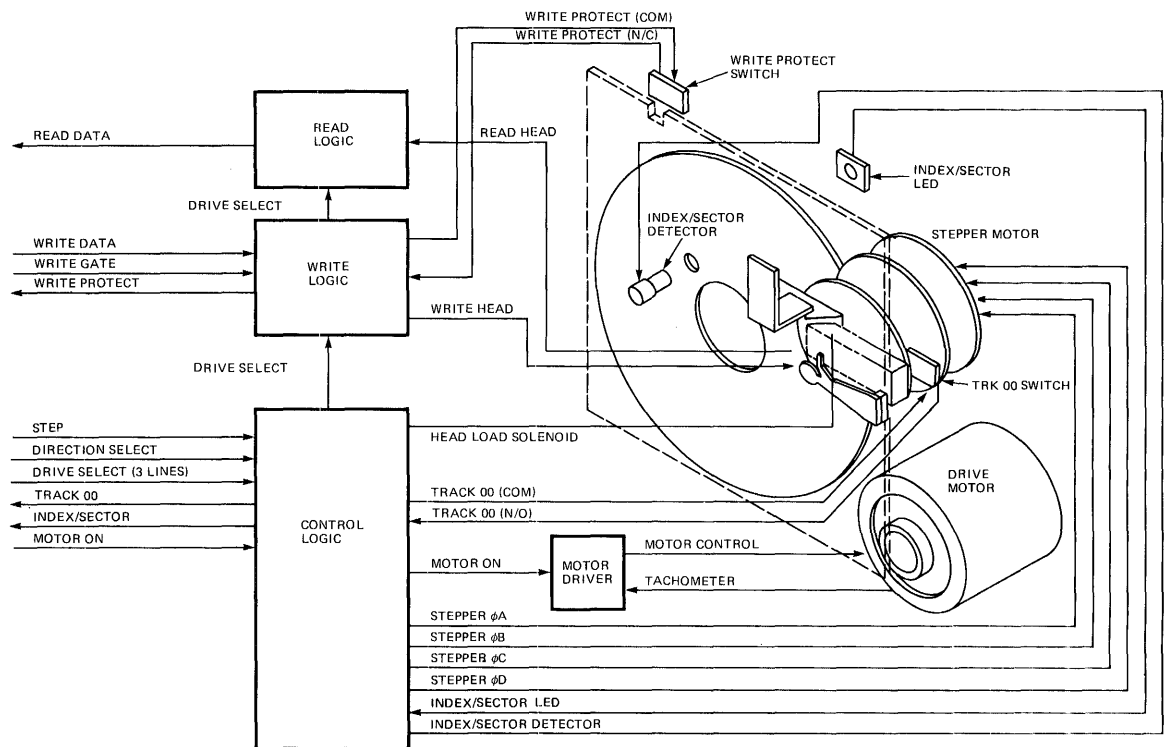 WRITE PROTECT (COM)
WRITE PROTECT (N/C)
WRITE PROTECT
SWITCH
READ DATA
READ
LOGIC
READ HEAD
INDEX/SECTOR
LED
DRIVE SELECT
INDEX/SECTOR
DETECTOR
STEPPER MOTOR
WRITE DATA
WRITE GATE
WRITE PROTECT
WRITE
LOGIC
WRITE HEAD
DRIVE SELECT
TRK 00 SWITCH
STEP
DIRECTION SELECT
DRIVE SELECT (3 LINES)
TRACK 00
INDEX/SECTOR
MOTOR ON
CONTROL
LOGIC
HEAD LOAD SOLENOID
DRIVE
MOTOR
TRACK 00 (COM)
TRACK 00 (N/O)
MOTOR ON
MOTOR
DRIVER
MOTOR CONTROL
TACHOMETER
STEPPER φA
STEPPER φB
STEPPER φC
STEPPER φD
INDEX/SECTOR LED
INDEX/SECTOR DETECTOR